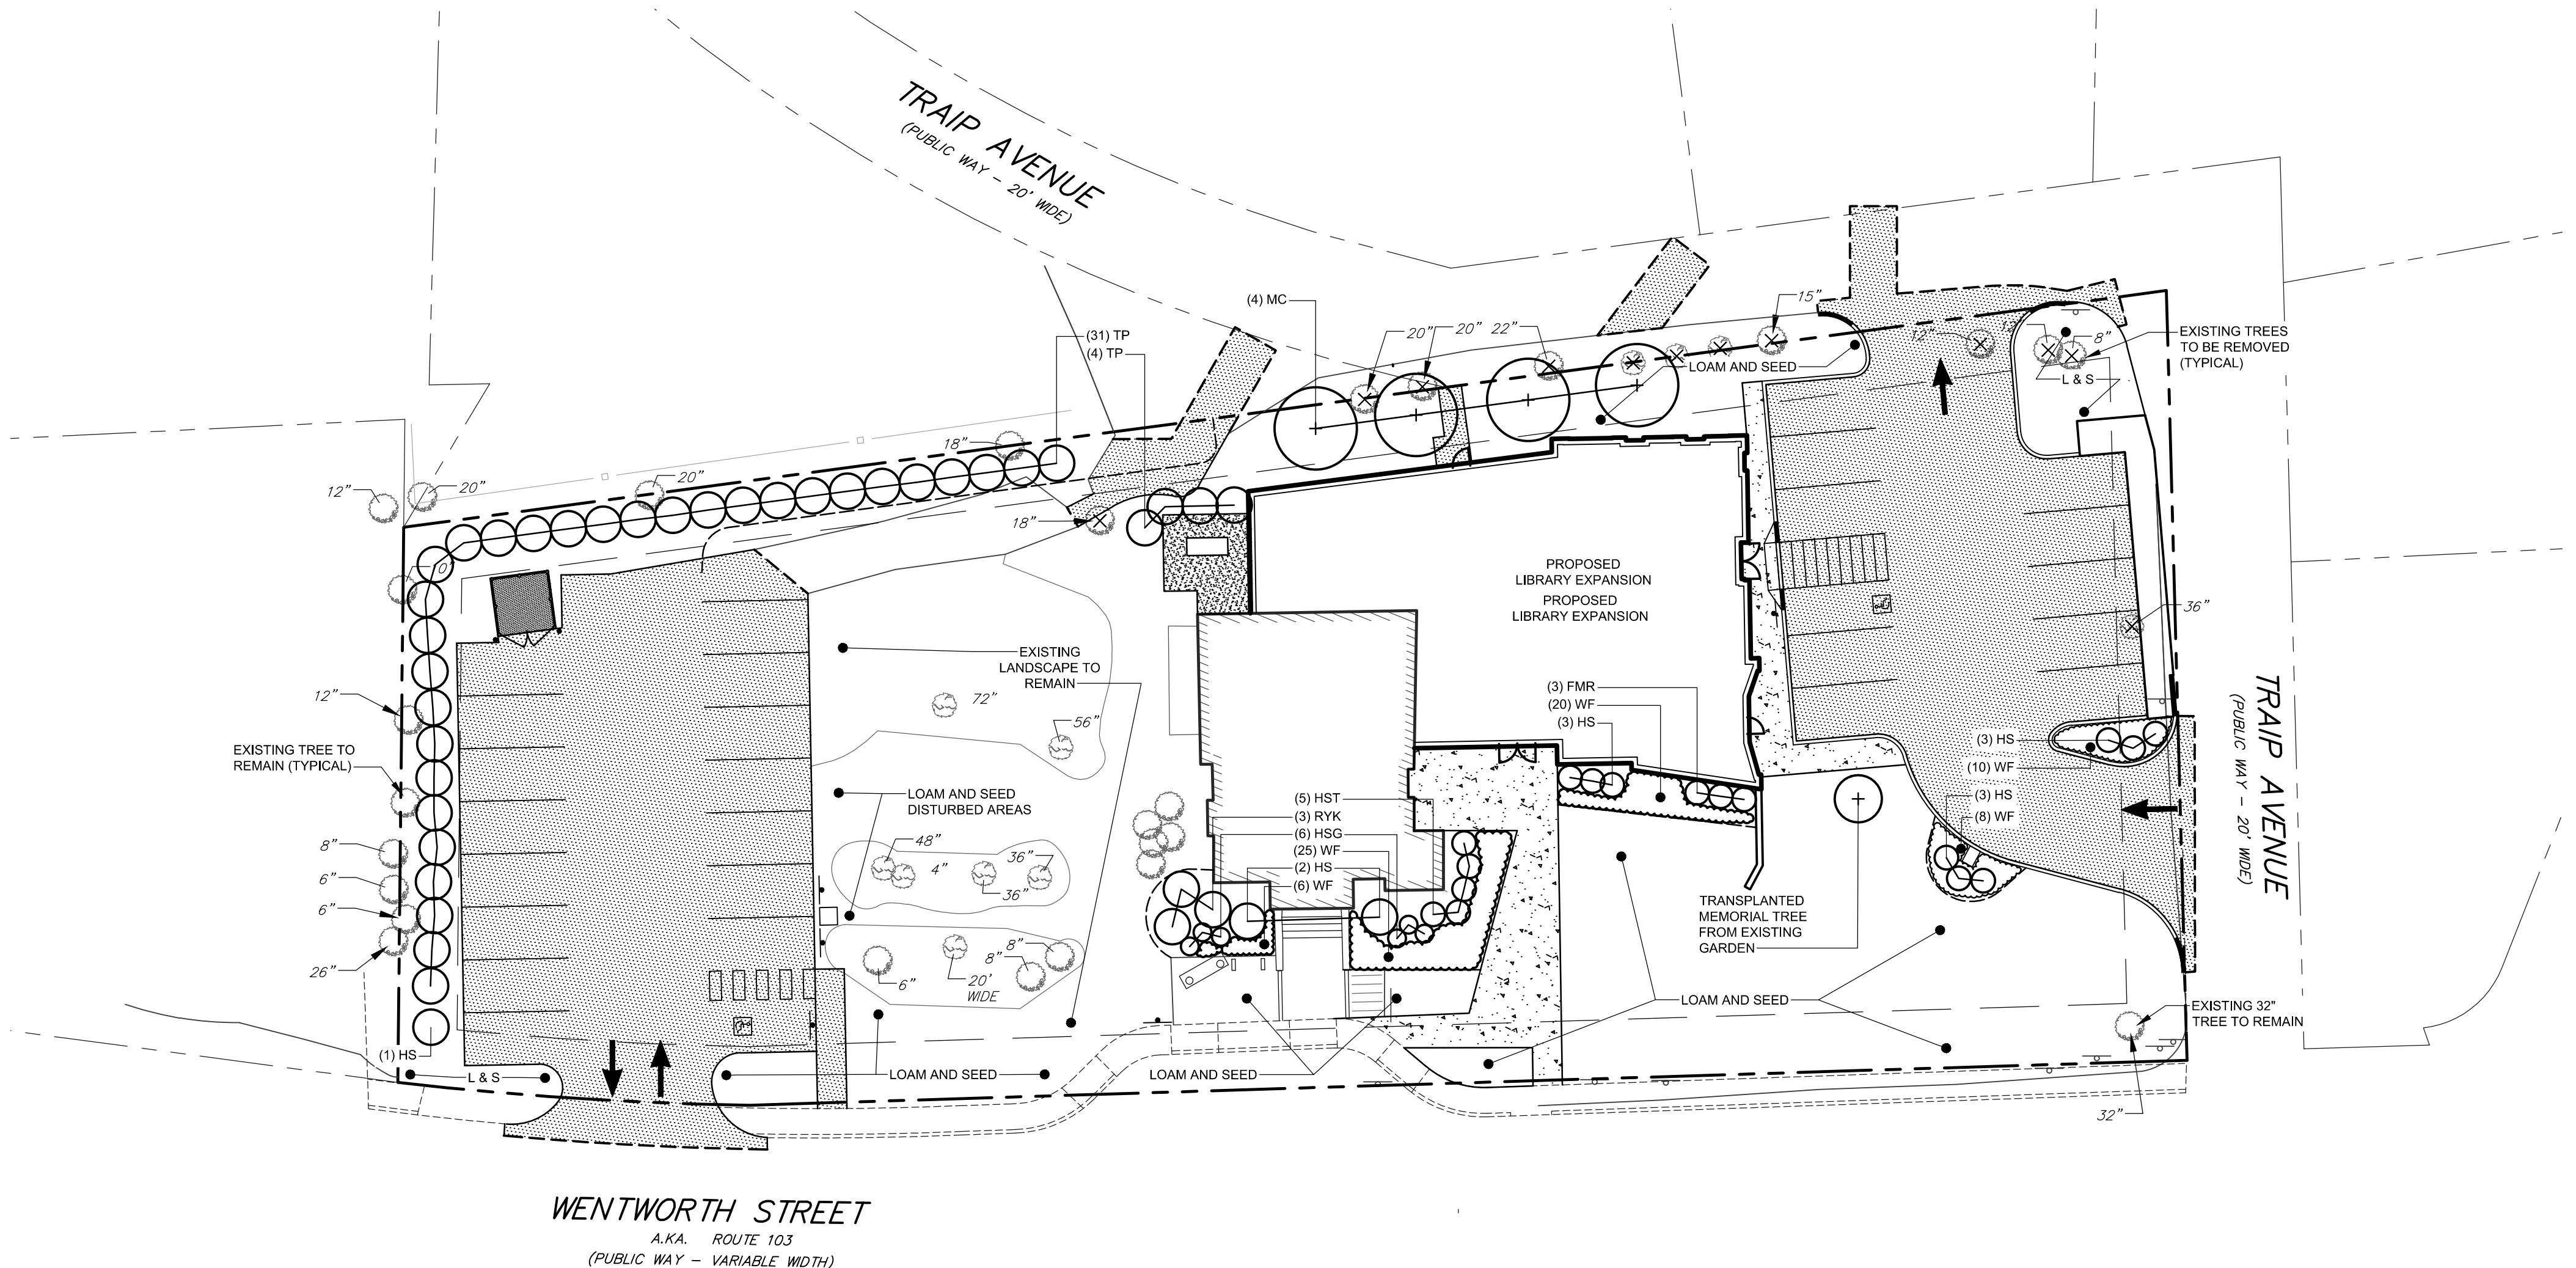 TRAIP AVENUE
(PUBLIC WAY – 20' WIDE)
(4) MC
15"
(31) TP
(4) TP
20"
20"
22"
12"
8"
EXISTING TREES
TO BE REMOVED
(TYPICAL)
LOAM AND SEED
L & S
18"
12"
20"
20"
18"
PROPOSED
LIBRARY EXPANSION
PROPOSED
LIBRARY EXPANSION
36"
EXISTING
LANDSCAPE TO
REMAIN
12"
72"
56"
(3) FMR
(20) WF
(3) HS
EXISTING TREE TO
REMAIN (TYPICAL)
(3) HS
(10) WF
TRAIP AVENUE
(PUBLIC WAY – 20' WIDE)
LOAM AND SEED
DISTURBED AREAS
(5) HST
(3) RYK
(6) HSG
(25) WF
(2) HS
(6) WF
(3) HS
(8) WF
8"
6"
6"
26"
48"
4"
36"
36"
TRANSPLANTED
MEMORIAL TREE
FROM EXISTING
GARDEN
6"
20'
WIDE
8"
8"
LOAM AND SEED
EXISTING 32"
TREE TO REMAIN
(1) HS
L & S
LOAM AND SEED
LOAM AND SEED
32"
WENTWORTH STREET
A.KA. ROUTE 103
(PUBLIC WAY – VARIABLE WIDTH)